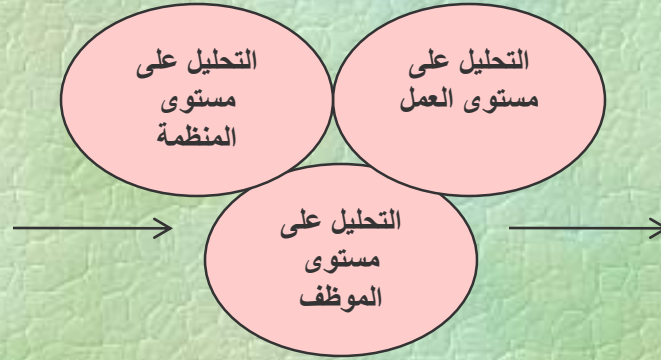 التحليل على
مستوى العمل
التحليل على
مستوى
المنظمة
التحليل على
مستوى
الموظف